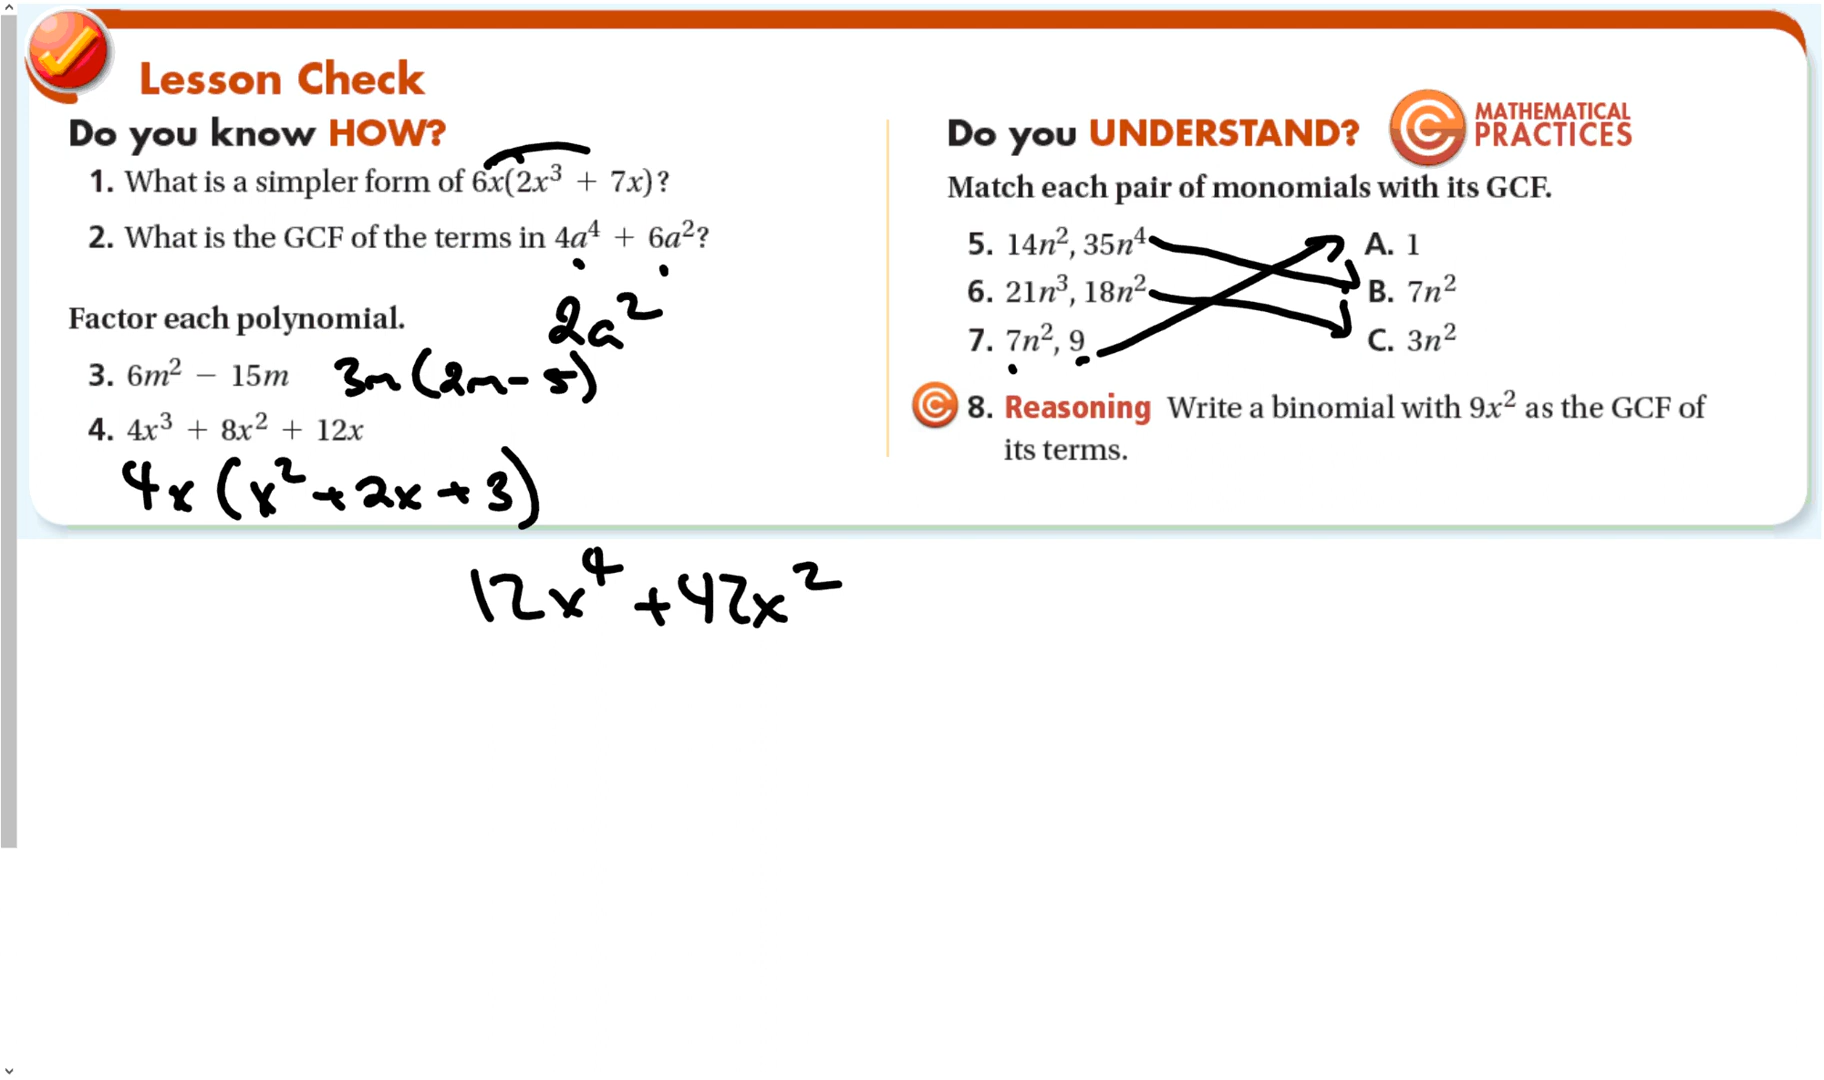 Lesson Check
Do you know HOW?
1. What is a simpler form of 6x(2x³ + 7x)?
2. What is the GCF of the terms in 4a⁴ + 6a²?
2a²
Factor each polynomial.
3. 6m² − 15m 3m(2m-5)
4. 4x³ + 8x² + 12x
4x(x²+2x+3)
12x⁴+42x²
Do you UNDERSTAND?
MATHEMATICAL
PRACTICES
Match each pair of monomials with its GCF.
5. 14n², 35n⁴ A. 1
6. 21n³, 18n² B. 7n²
7. 7n², 9 C. 3n²
8. Reasoning Write a binomial with 9x² as the GCF of
its terms.